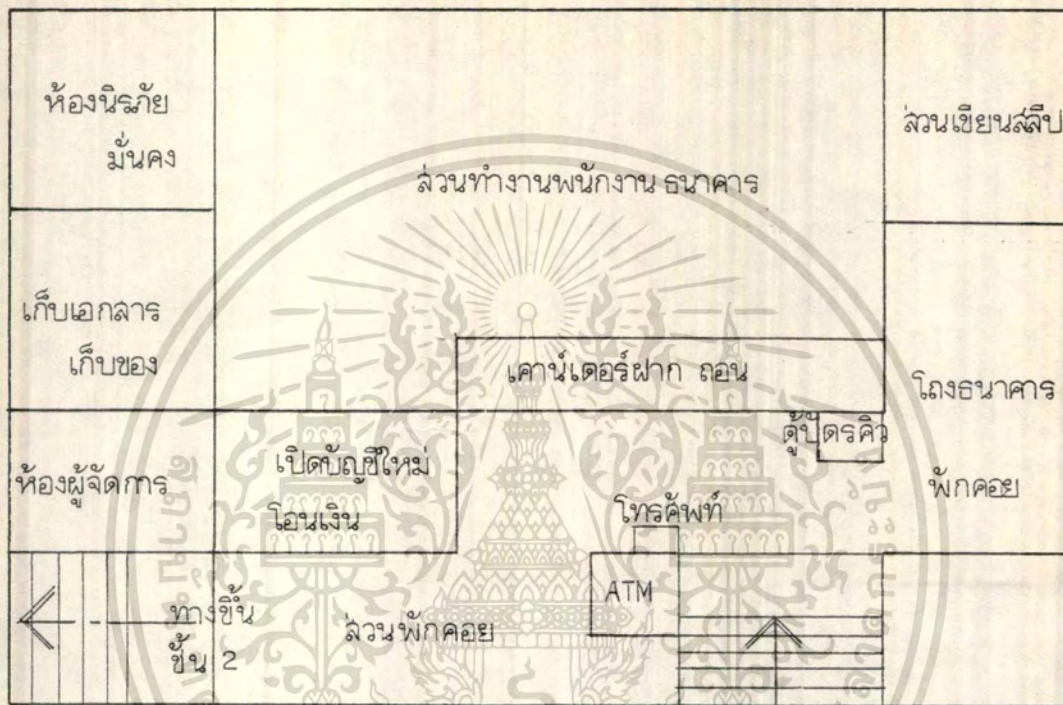 ห้องนิรภัย
มั่นคง
ส่วนทำงานพนักงาน ธนาคาร
ส่วนเขียนสลีป
เก็บเอกสาร
เก็บของ
เคาน์เตอร์ฝาก ถอน
โถงธนาคาร
พักคอย
ตู้บัตรคิว
ห้องผู้จัดการ
เปิดบัญชีใหม่
โอนเงิน
โทรศัพท์
ATM
ทางขึ้น
ชั้น 2
ส่วนพักคอย